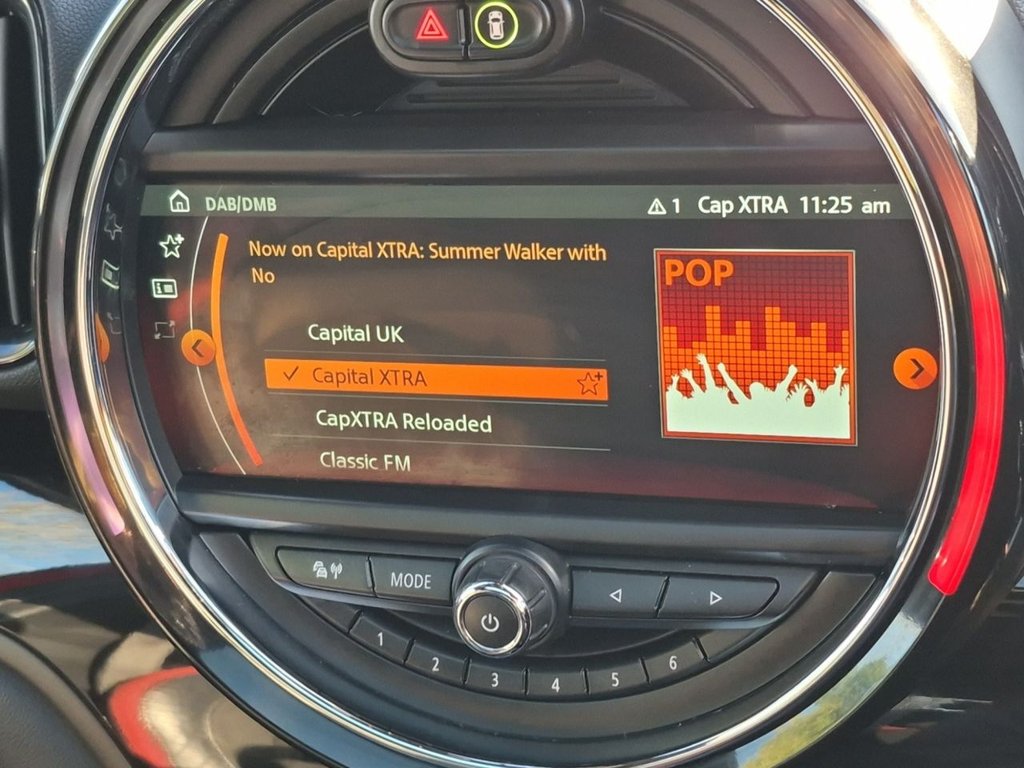 DAB/DMB
1 Cap XTRA 11:25 am
Now on Capital XTRA: Summer Walker with
No
POP
Capital UK
Capital XTRA
CapXTRA Reloaded
Classic FM
MODE
1
2
3
4
5
6